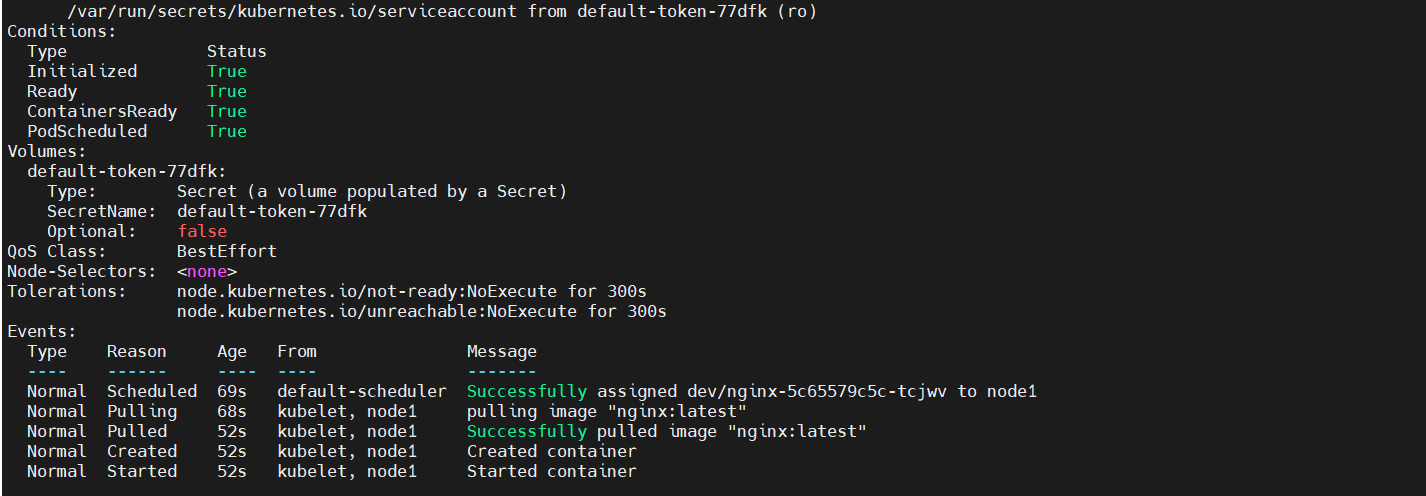 /var/run/secrets/kubernetes.io/serviceaccount from default-token-77dfk (ro)
Conditions:
  Type              Status
  Initialized       True
  Ready             True
  ContainersReady   True
  PodScheduled      True
Volumes:
  default-token-77dfk:
    Type:        Secret (a volume populated by a Secret)
    SecretName:  default-token-77dfk
    Optional:    false
QoS Class:       BestEffort
Node-Selectors:  <none>
Tolerations:     node.kubernetes.io/not-ready:NoExecute for 300s
                 node.kubernetes.io/unreachable:NoExecute for 300s
Events:
  Type    Reason     Age   From               Message
  ----    ------     ----  ----               -------
  Normal  Scheduled  69s   default-scheduler  Successfully assigned dev/nginx-5c65579c5c-tcjwv to node1
  Normal  Pulling    68s   kubelet, node1     pulling image "nginx:latest"
  Normal  Pulled     52s   kubelet, node1     Successfully pulled image "nginx:latest"
  Normal  Created    52s   kubelet, node1     Created container
  Normal  Started    52s   kubelet, node1     Started container